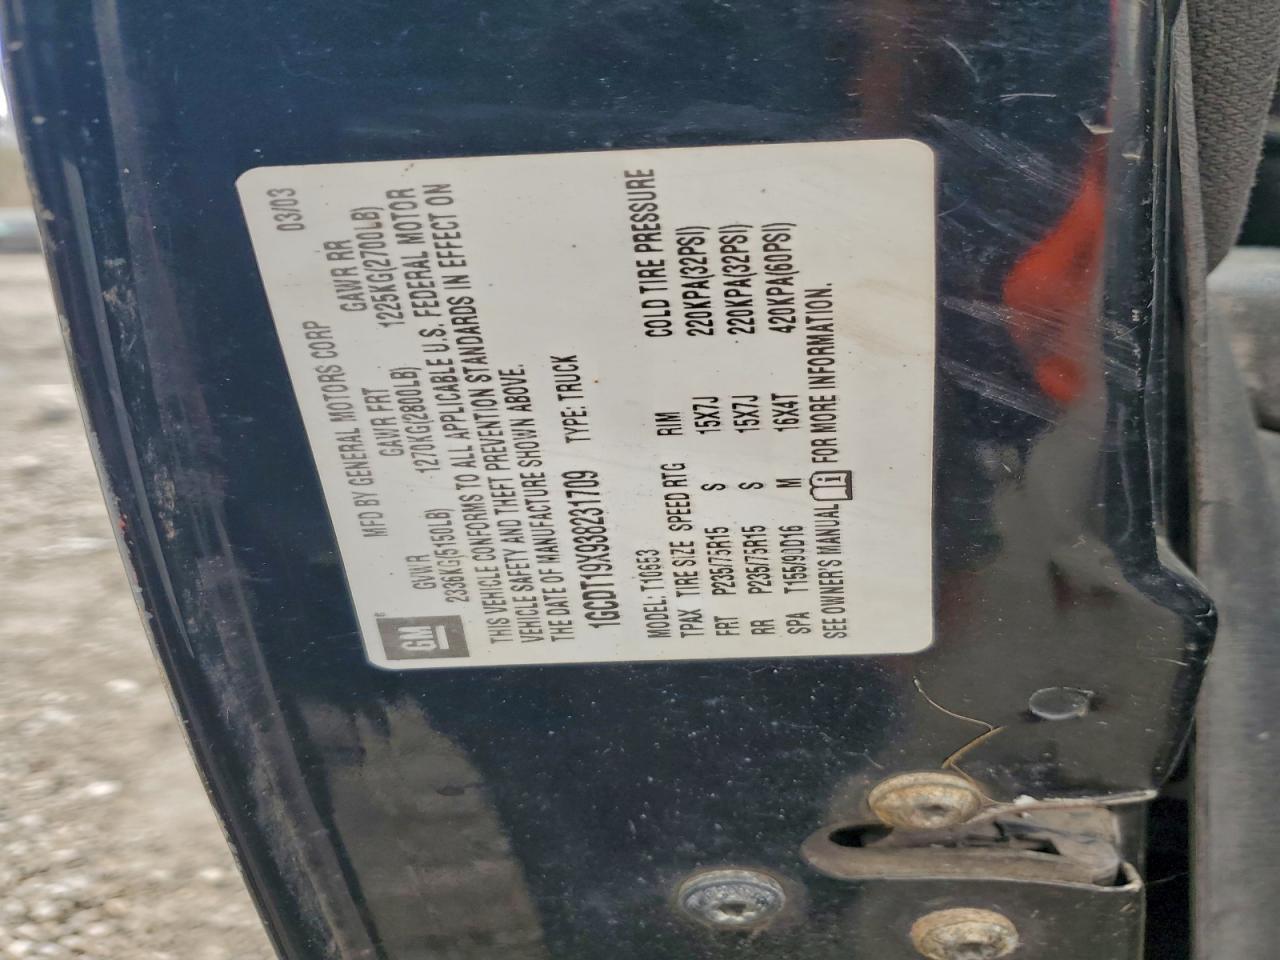 GM
MFD BY GENERAL MOTORS CORP 03/03
GVWR GAWR FRT GAWR RR
2336KG(5150LB) 1270KG(2800LB) 1225KG(2700LB)
THIS VEHICLE CONFORMS TO ALL APPLICABLE U.S. FEDERAL MOTOR
VEHICLE SAFETY AND THEFT PREVENTION STANDARDS IN EFFECT ON
THE DATE OF MANUFACTURE SHOWN ABOVE.
1GCDT19X938231709 TYPE: TRUCK
MODEL: T10653
TPAX TIRE SIZE SPEED RTG RIM COLD TIRE PRESSURE
FRT P235/75R15 S 15X7J 220KPA(32PSI)
RR P235/75R15 S 15X7J 220KPA(32PSI)
SPA T155/90D16 M 16X4T 420KPA(60PSI)
SEE OWNER'S MANUAL i FOR MORE INFORMATION.